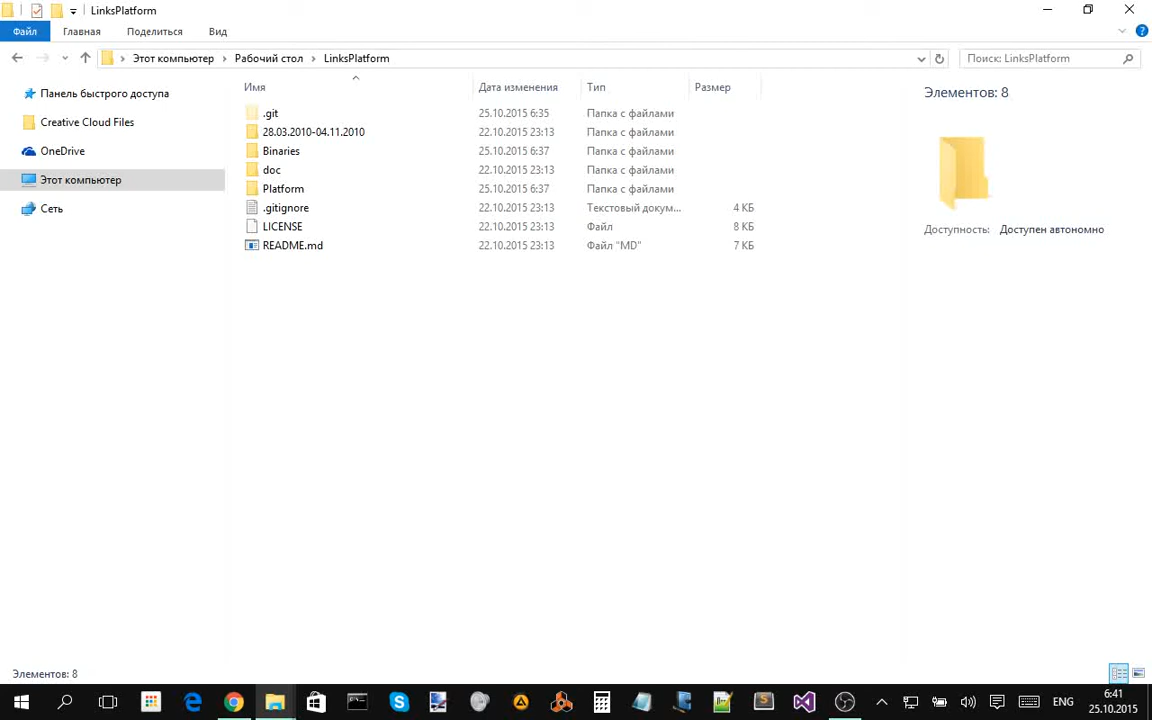 LinksPlatform
Файл Главная Поделиться Вид
Этот компьютер Рабочий стол LinksPlatform Поиск: LinksPlatform
Панель быстрого доступа
Creative Cloud Files
OneDrive
Этот компьютер
Сеть
Имя Дата изменения Тип Размер
.git 25.10.2015 6:35 Папка с файлами
28.03.2010-04.11.2010 22.10.2015 23:13 Папка с файлами
Binaries 25.10.2015 6:37 Папка с файлами
doc 22.10.2015 23:13 Папка с файлами
Platform 25.10.2015 6:37 Папка с файлами
.gitignore 22.10.2015 23:13 Текстовый докум... 4 КБ
LICENSE 22.10.2015 23:13 Файл 8 КБ
README.md 22.10.2015 23:13 Файл "MD" 7 КБ
Элементов: 8
Доступность: Доступен автономно
Элементов: 8
ENG
6:41
25.10.2015